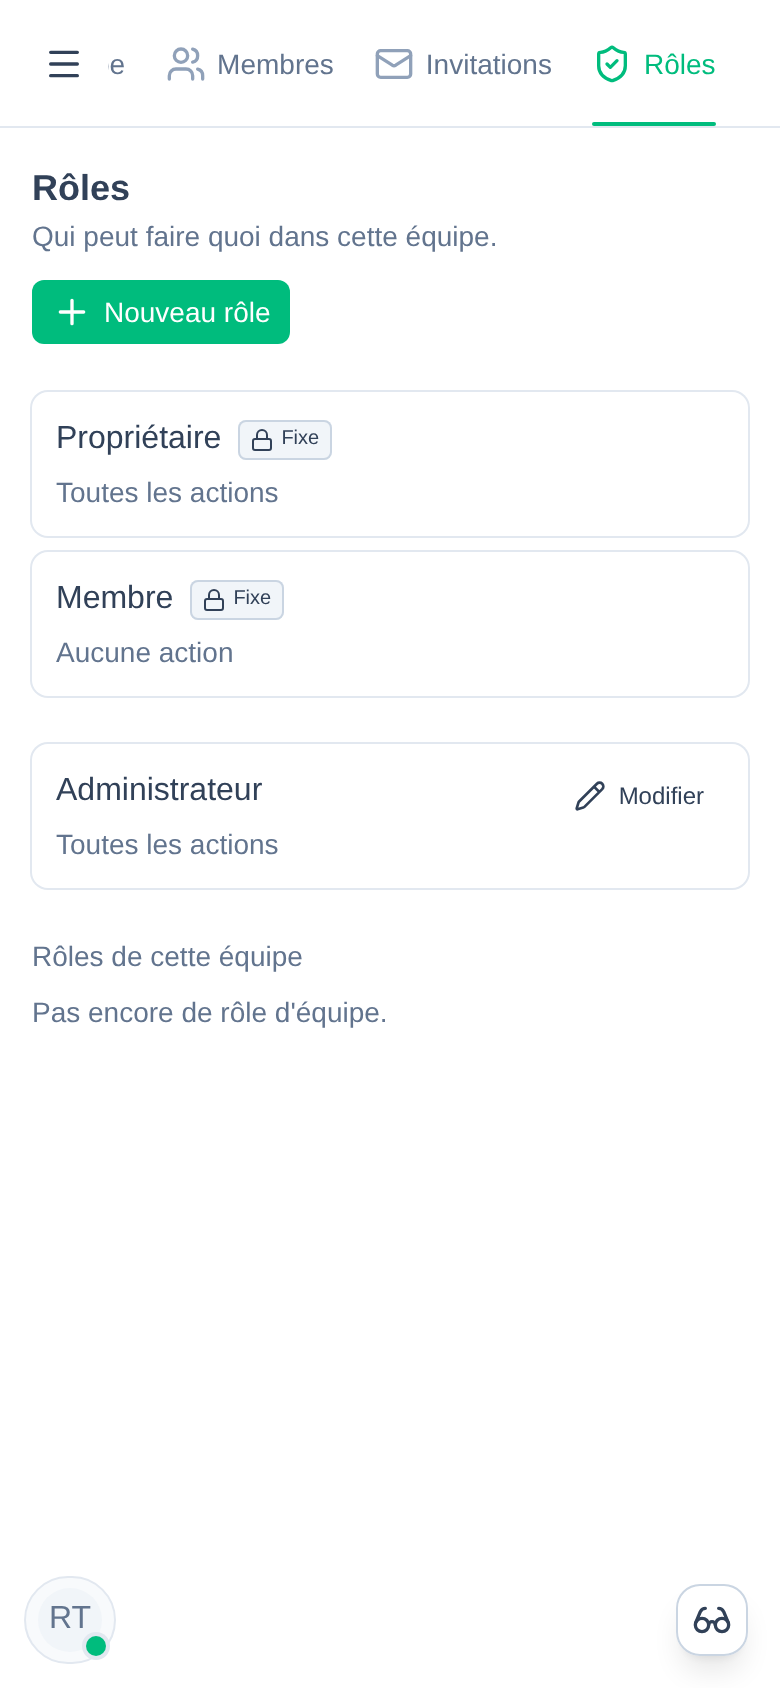 Membres
Invitations
Rôles
Rôles
Qui peut faire quoi dans cette équipe.
Nouveau rôle
Propriétaire
Fixe
Toutes les actions
Membre
Fixe
Aucune action
Administrateur
Modifier
Toutes les actions
Rôles de cette équipe
Pas encore de rôle d'équipe.
RT